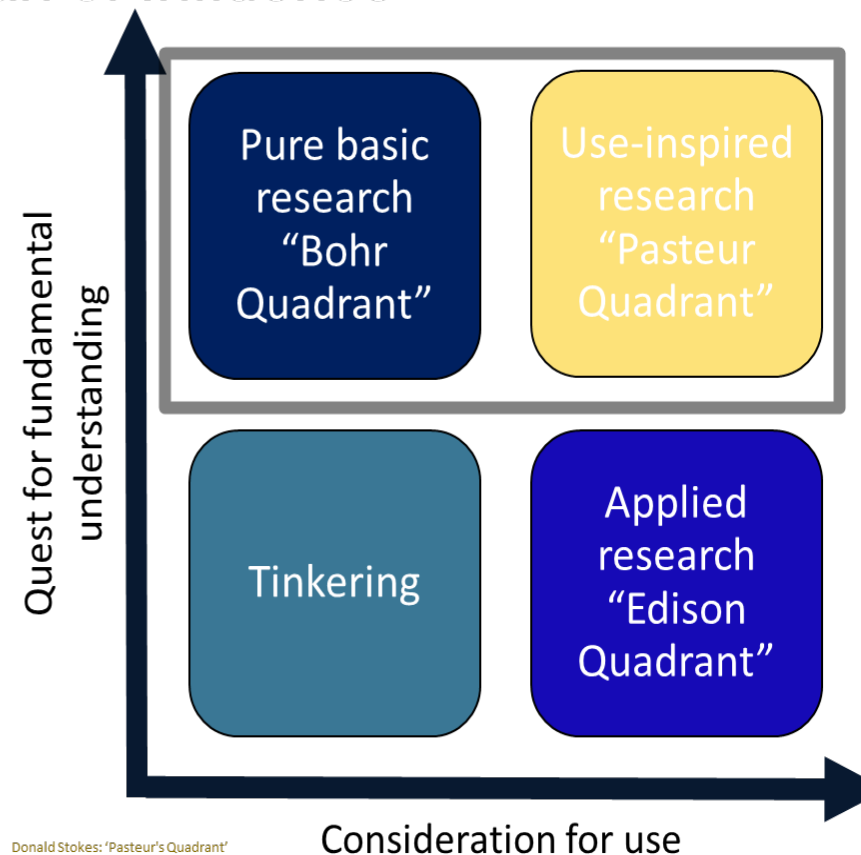 Pure basic
research
“Bohr
Quadrant”
Use-inspired
research
“Pasteur
Quadrant”
Quest for fundamental
understanding
Tinkering
Applied
research
“Edison
Quadrant”
Donald Stokes: ‘Pasteur's Quadrant’
Consideration for use